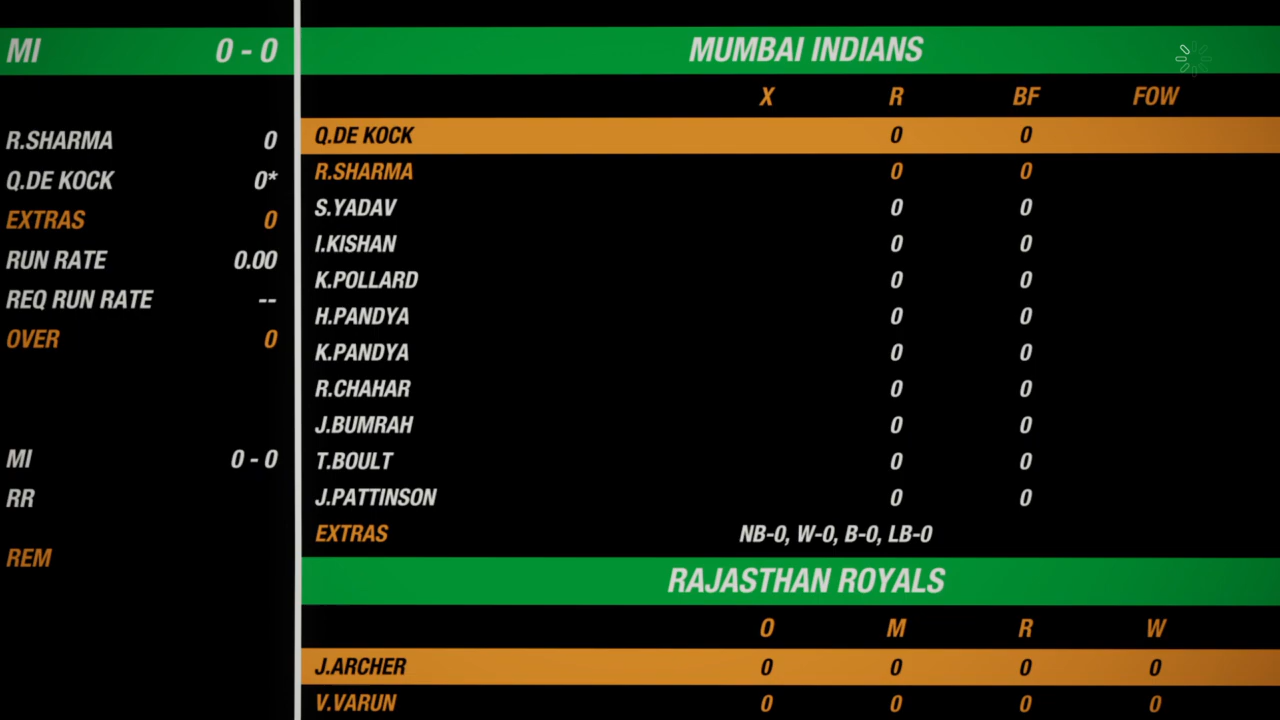 MI 0 - 0
R.SHARMA 0
Q.DE KOCK 0*
EXTRAS 0
RUN RATE 0.00
REQ RUN RATE --
OVER 0
MI 0 - 0
RR
REM
MUMBAI INDIANS
X R BF FOW
Q.DE KOCK 0 0
R.SHARMA 0 0
S.YADAV 0 0
I.KISHAN 0 0
K.POLLARD 0 0
H.PANDYA 0 0
K.PANDYA 0 0
R.CHAHAR 0 0
J.BUMRAH 0 0
T.BOULT 0 0
J.PATTINSON 0 0
EXTRAS NB-0, W-0, B-0, LB-0
RAJASTHAN ROYALS
O M R W
J.ARCHER 0 0 0 0
V.VARUN 0 0 0 0